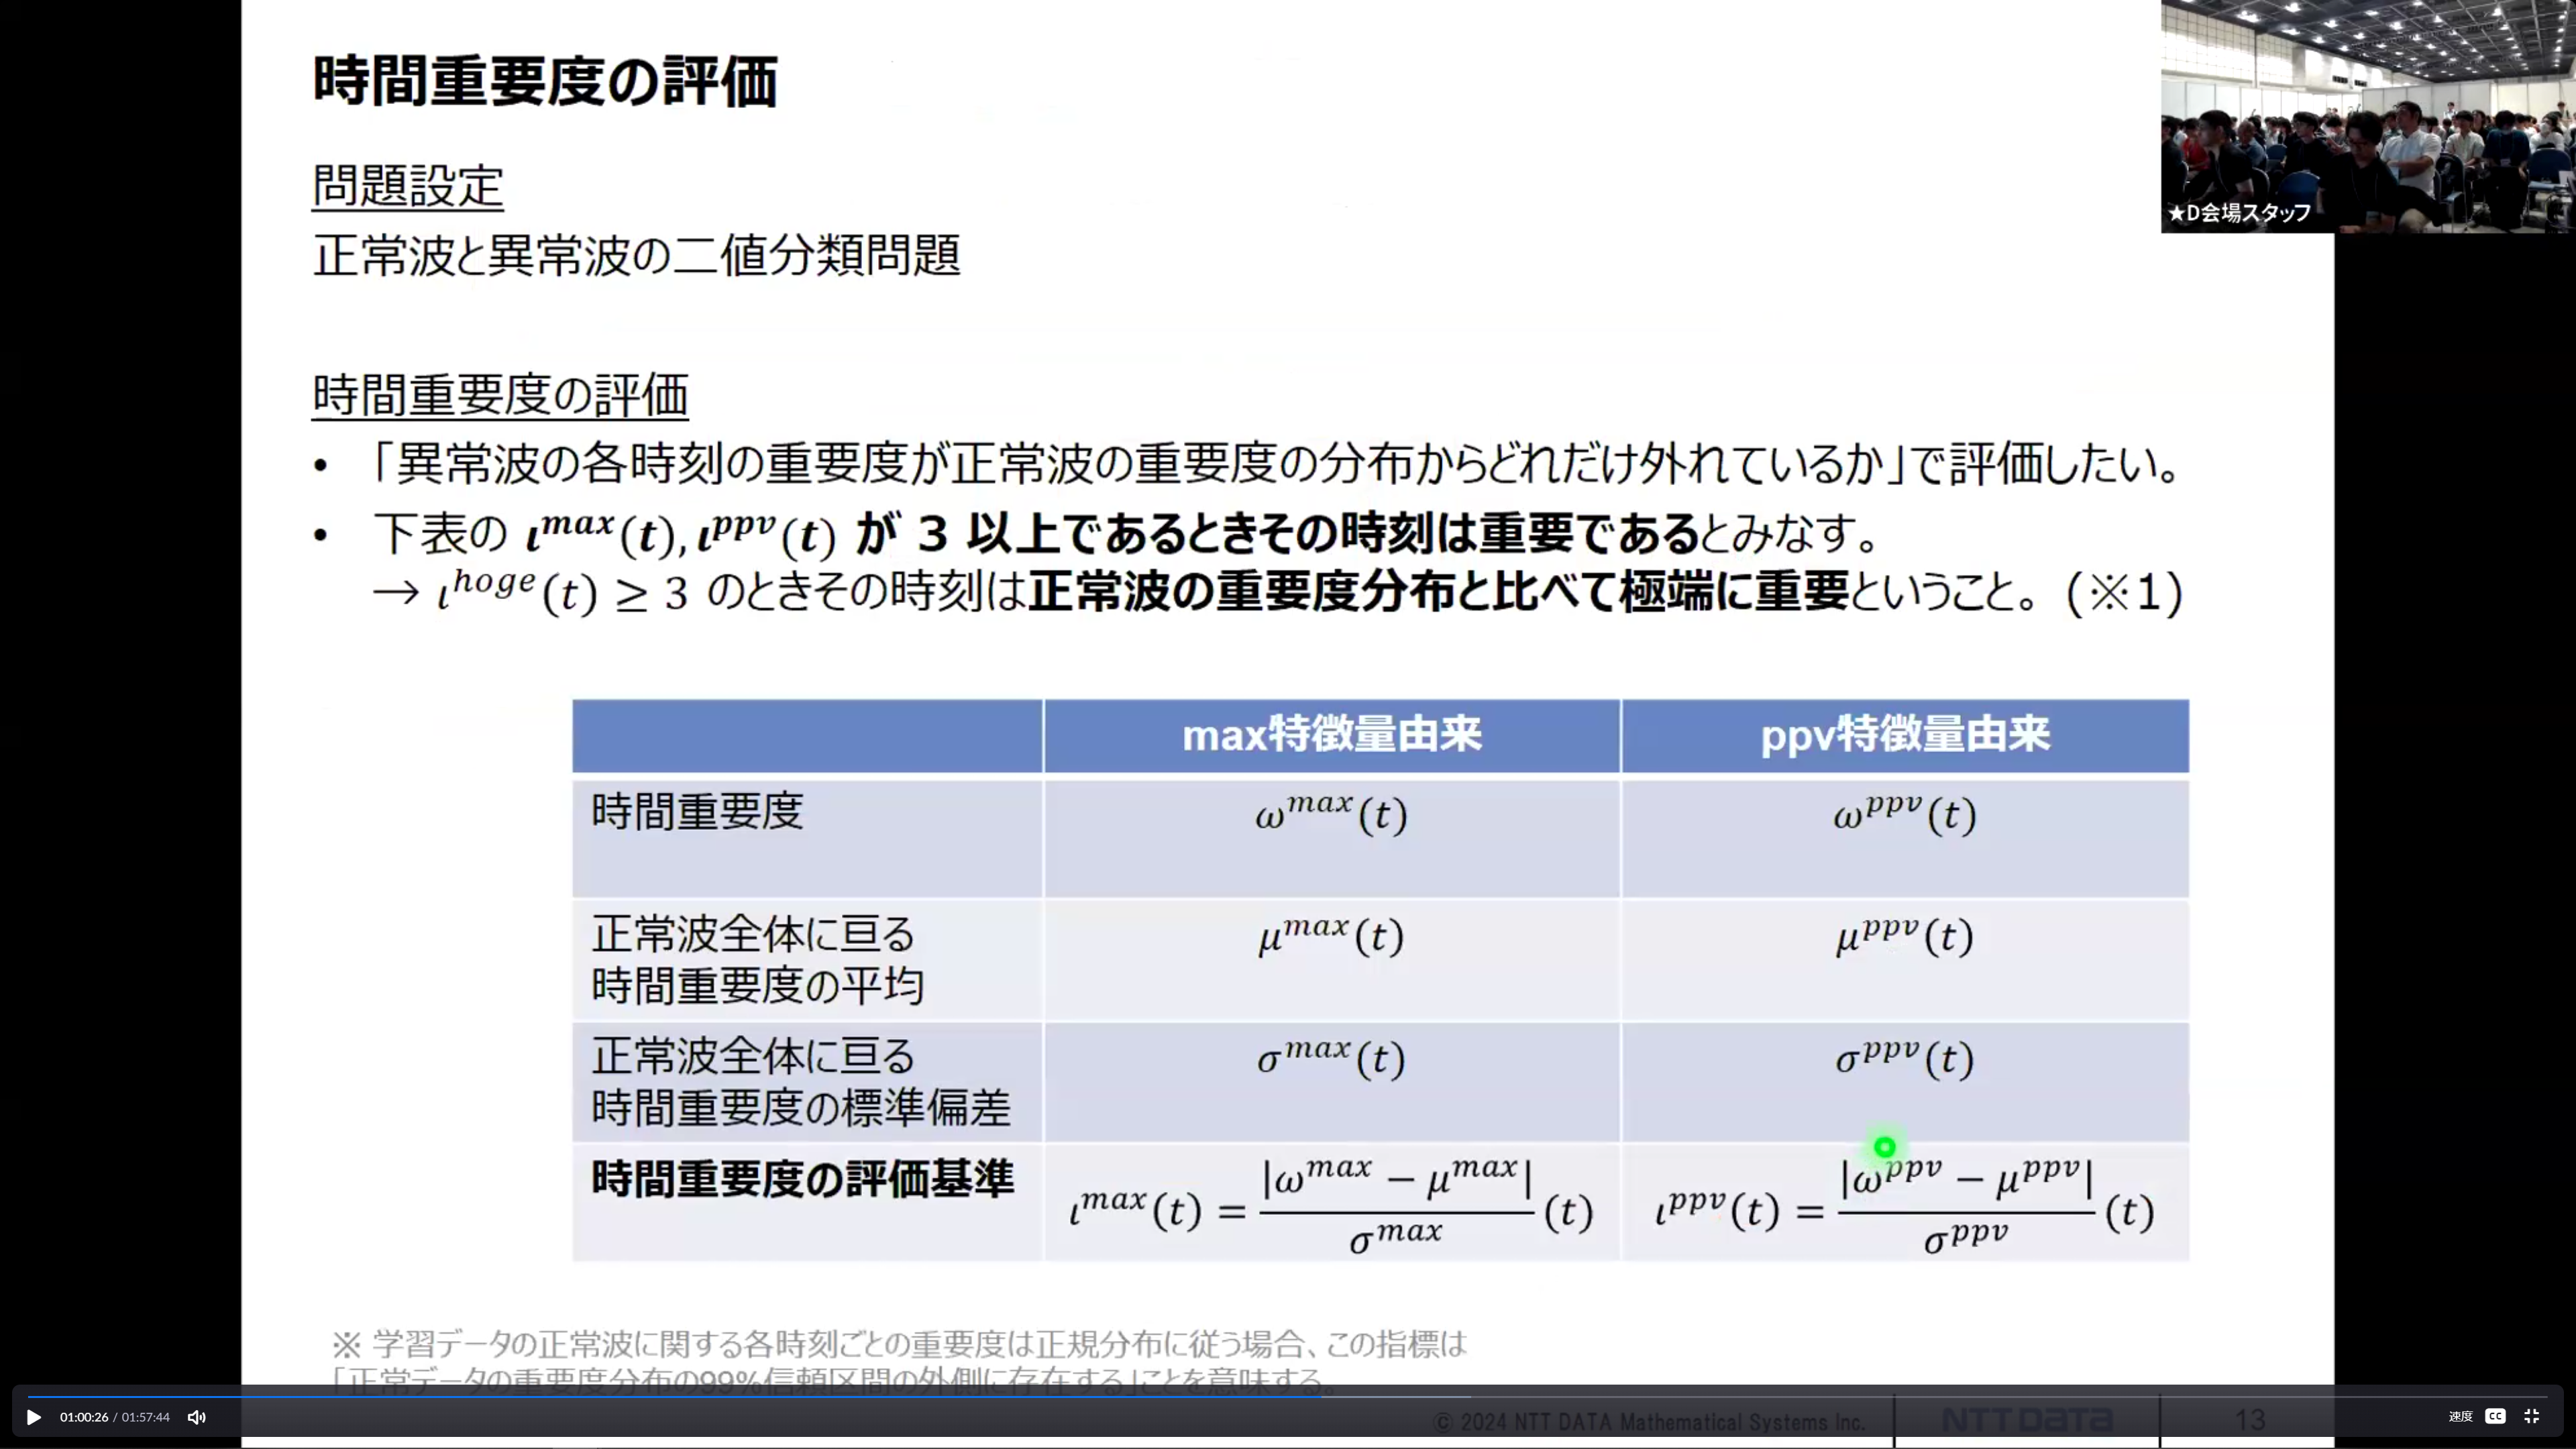 時間重要度の評価
★D会場スタッフ
問題設定
正常波と異常波の二値分類問題
時間重要度の評価
• 「異常波の各時刻の重要度が正常波の重要度の分布からどれだけ外れているか」で評価したい。
• 下表の ι^max(t), ι^ppv(t) が 3 以上であるときその時刻は重要であるとみなす。
→ ι^hoge(t) ≥ 3 のときその時刻は正常波の重要度分布と比べて極端に重要ということ。(※1)
max特徴量由来 ppv特徴量由来
時間重要度 ω^max(t) ω^ppv(t)
正常波全体に亘る
時間重要度の平均 μ^max(t) μ^ppv(t)
正常波全体に亘る
時間重要度の標準偏差 σ^max(t) σ^ppv(t)
時間重要度の評価基準 ι^max(t) = |ω^max − μ^max| / σ^max (t) ι^ppv(t) = |ω^ppv − μ^ppv| / σ^ppv (t)
※ 学習データの正常波に関する各時刻ごとの重要度は正規分布に従う場合、この指標は
「正常データの重要度分布の99%信頼区間の外側に存在する」ことを意味する。
01:00:26 / 01:57:44
© 2024 NTT DATA Mathematical Systems Inc.
NTT DATA
13
速度
CC